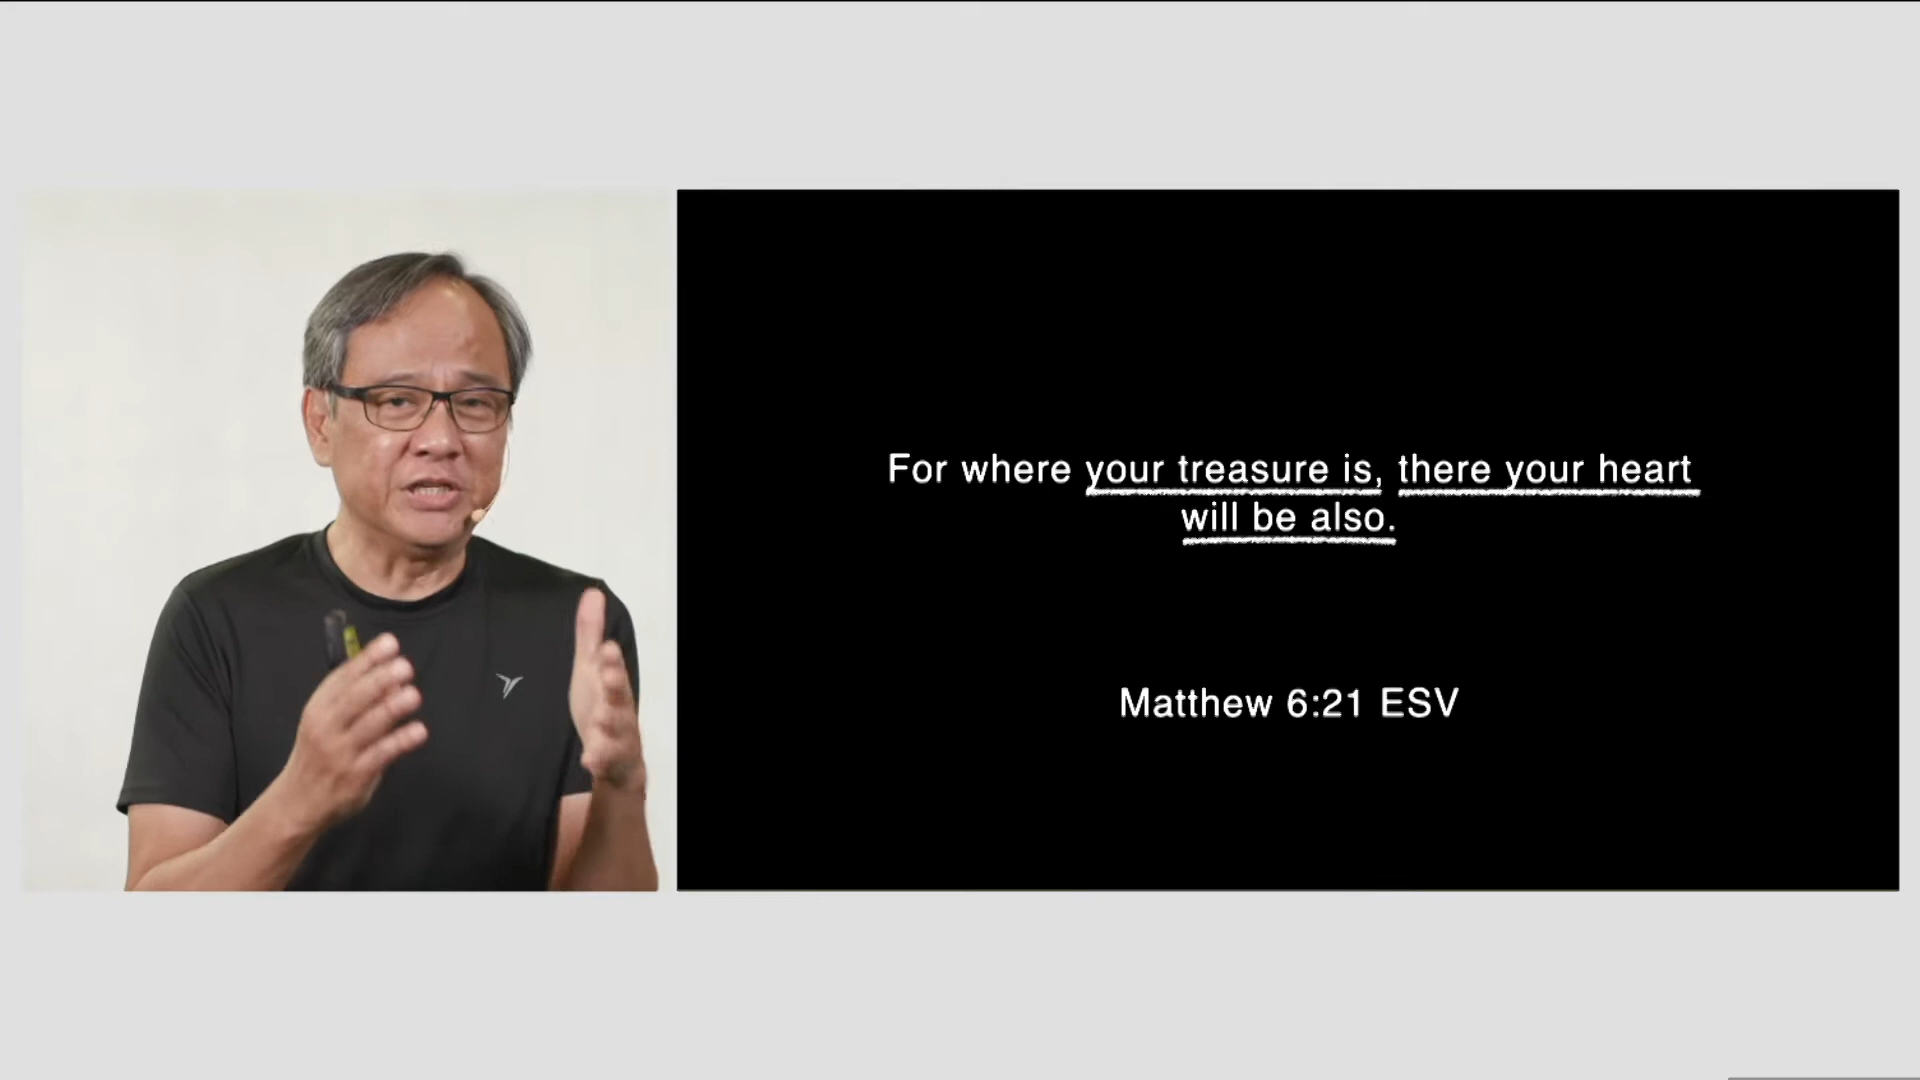 For where your treasure is, there your heart
will be also.
Matthew 6:21 ESV